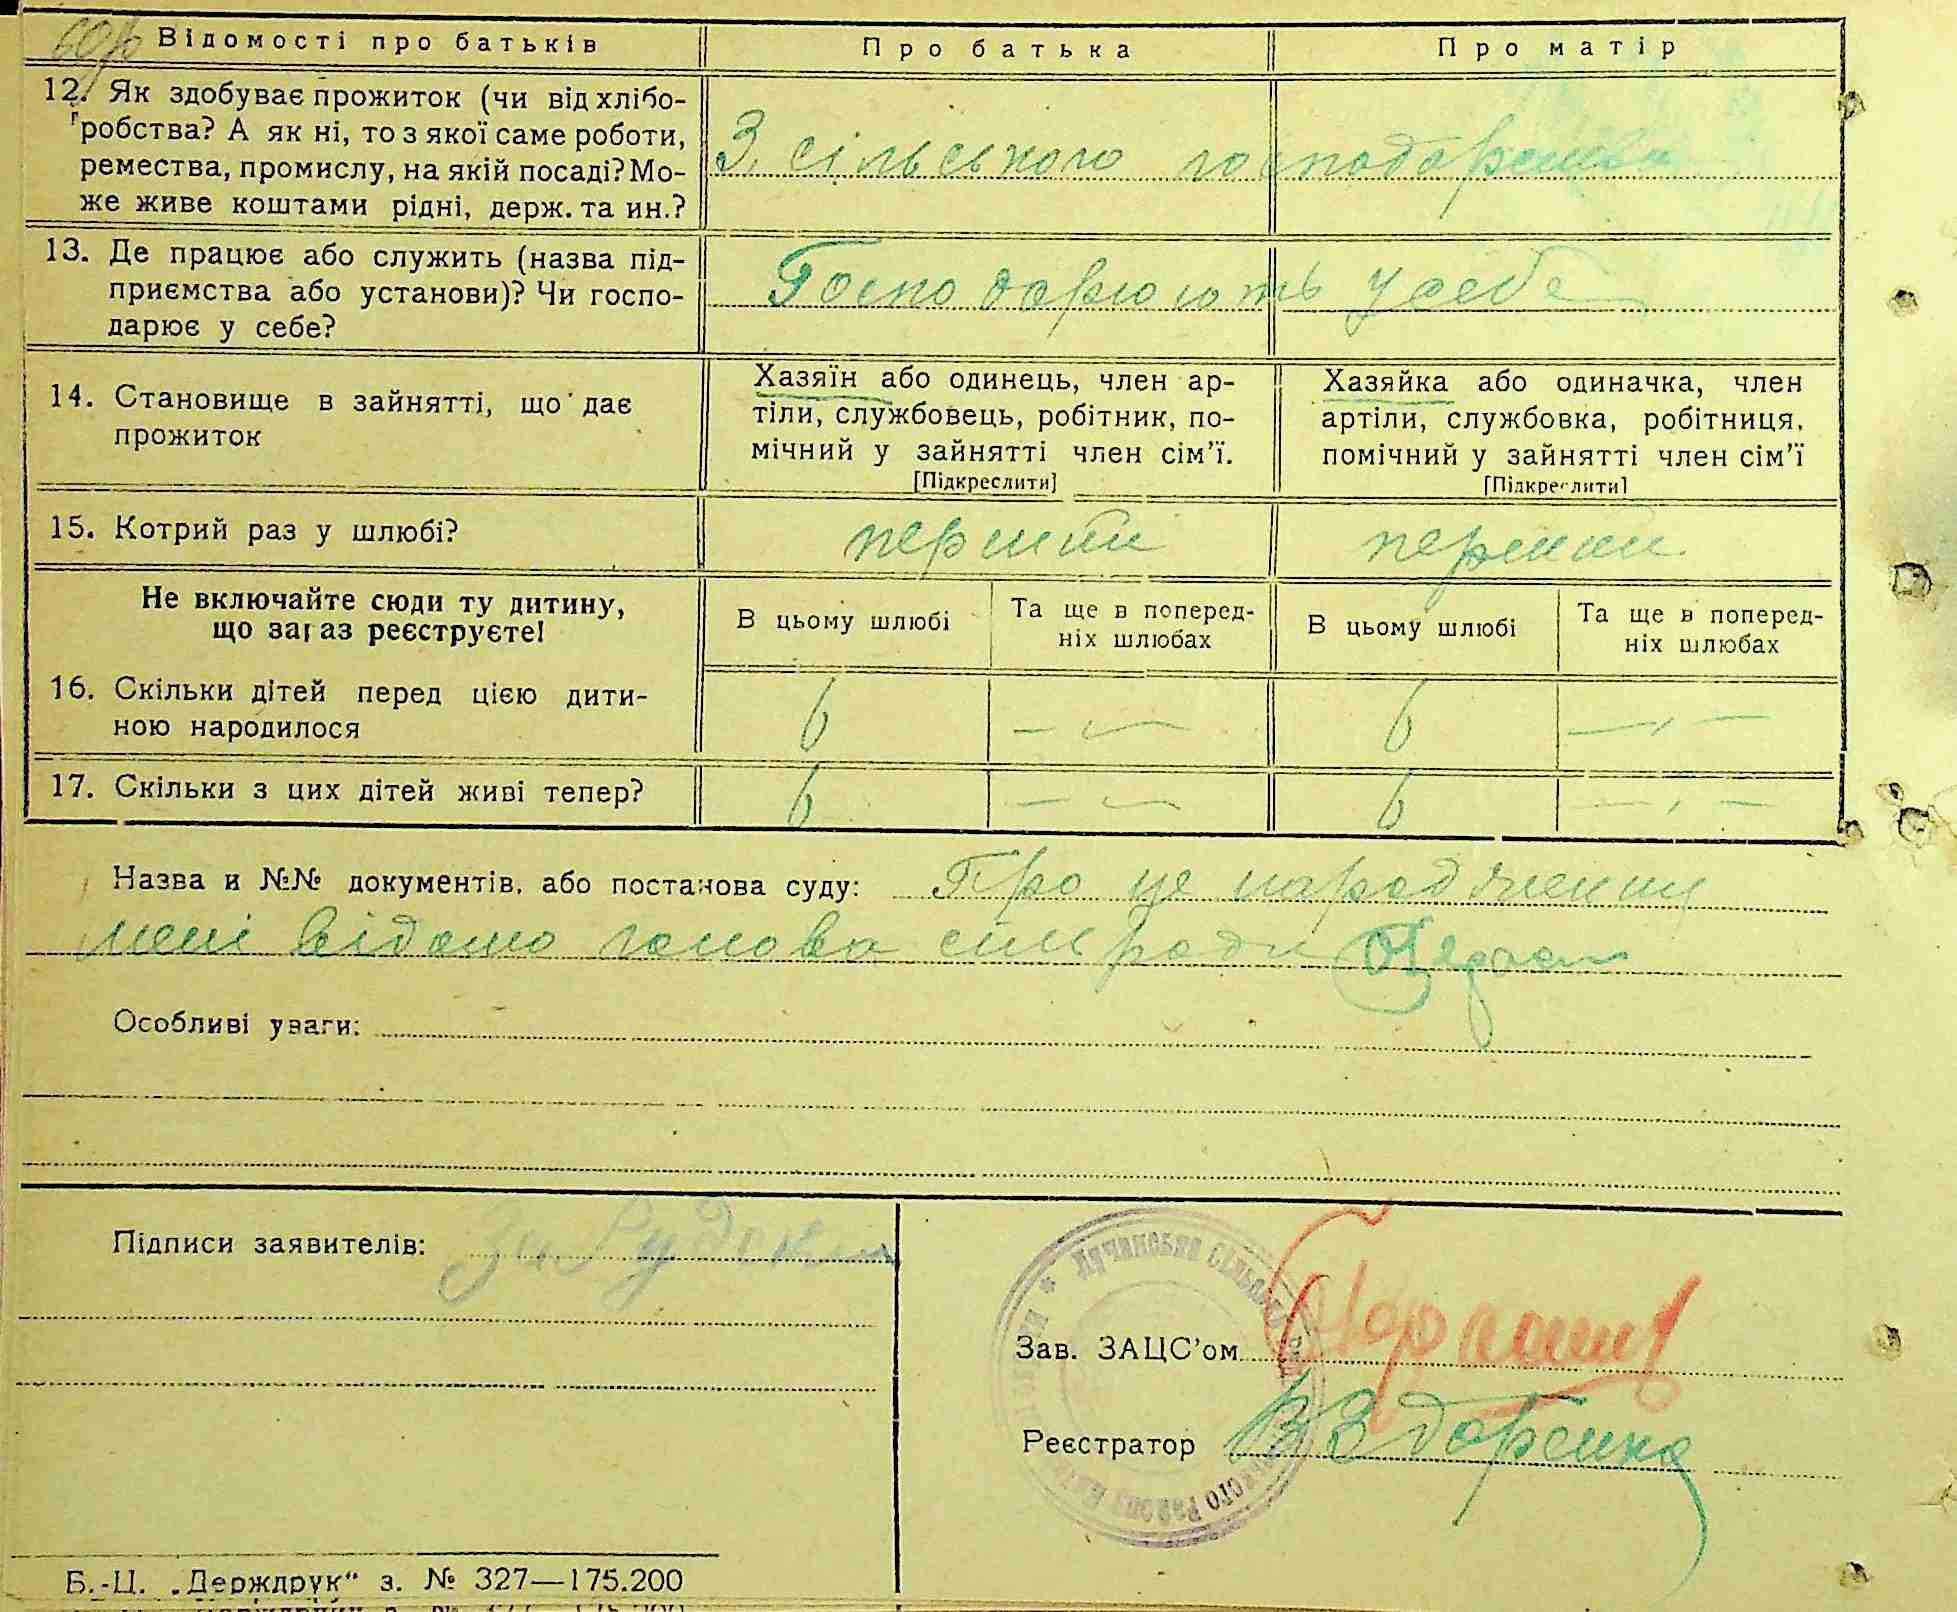 60/б
Відомості про батьків Про батька Про матір
12. Як здобуває прожиток (чи від хлібо-
робства? А як ні, то з якої саме роботи,
ремества, промислу, на якій посаді? Мо-
же живе коштами рідні, держ. та ин.?
З сільського господарства
13. Де працює або служить (назва під-
приємства або установи)? Чи госпо-
дарює у себе?
Господарюють у себе
14. Становище в зайнятті, що дає
прожиток
Хазяїн або одинець, член ар-
тіли, службовець, робітник, по-
мічний у зайнятті член сім'ї.
[Підкреслити]
Хазяйка або одиначка, член
артіли, службовка, робітниця,
помічний у зайнятті член сім'ї
[Підкреслити]
15. Котрий раз у шлюбі? перший перший
Не включайте сюди ту дитину,
що зараз реєструєте!
В цьому шлюбі Та ще в поперед-
ніх шлюбах В цьому шлюбі Та ще в поперед-
ніх шлюбах
16. Скільки дітей перед цією дити-
ною народилося 6 — 6 —
17. Скільки з цих дітей живі тепер? 6 — 6 —
Назва и №№ документів, або постанова суду: Про це народження
мені відомо голова сільради
Особливі уваги:
Підписи заявителів: За Рудок
Зав. ЗАЦС'ом
Реєстратор В Здоренко
Б.-Ц. „Держдрук“ з. № 327—175.200